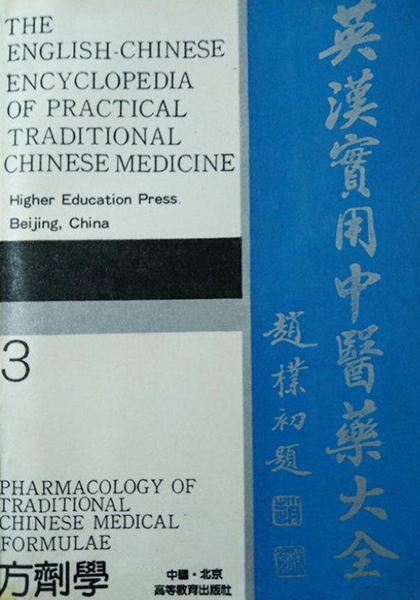 THE
ENGLISH-CHINESE
ENCYCLOPEDIA
OF PRACTICAL
TRADITIONAL
CHINESE MEDICINE
Higher Education Press.
Beijing, China
3
PHARMACOLOGY OF
TRADITIONAL
CHINESE MEDICAL
FORMULAE
方劑學
中國·北京
高等教育出版社
英漢實用中醫藥大全
趙樸初題